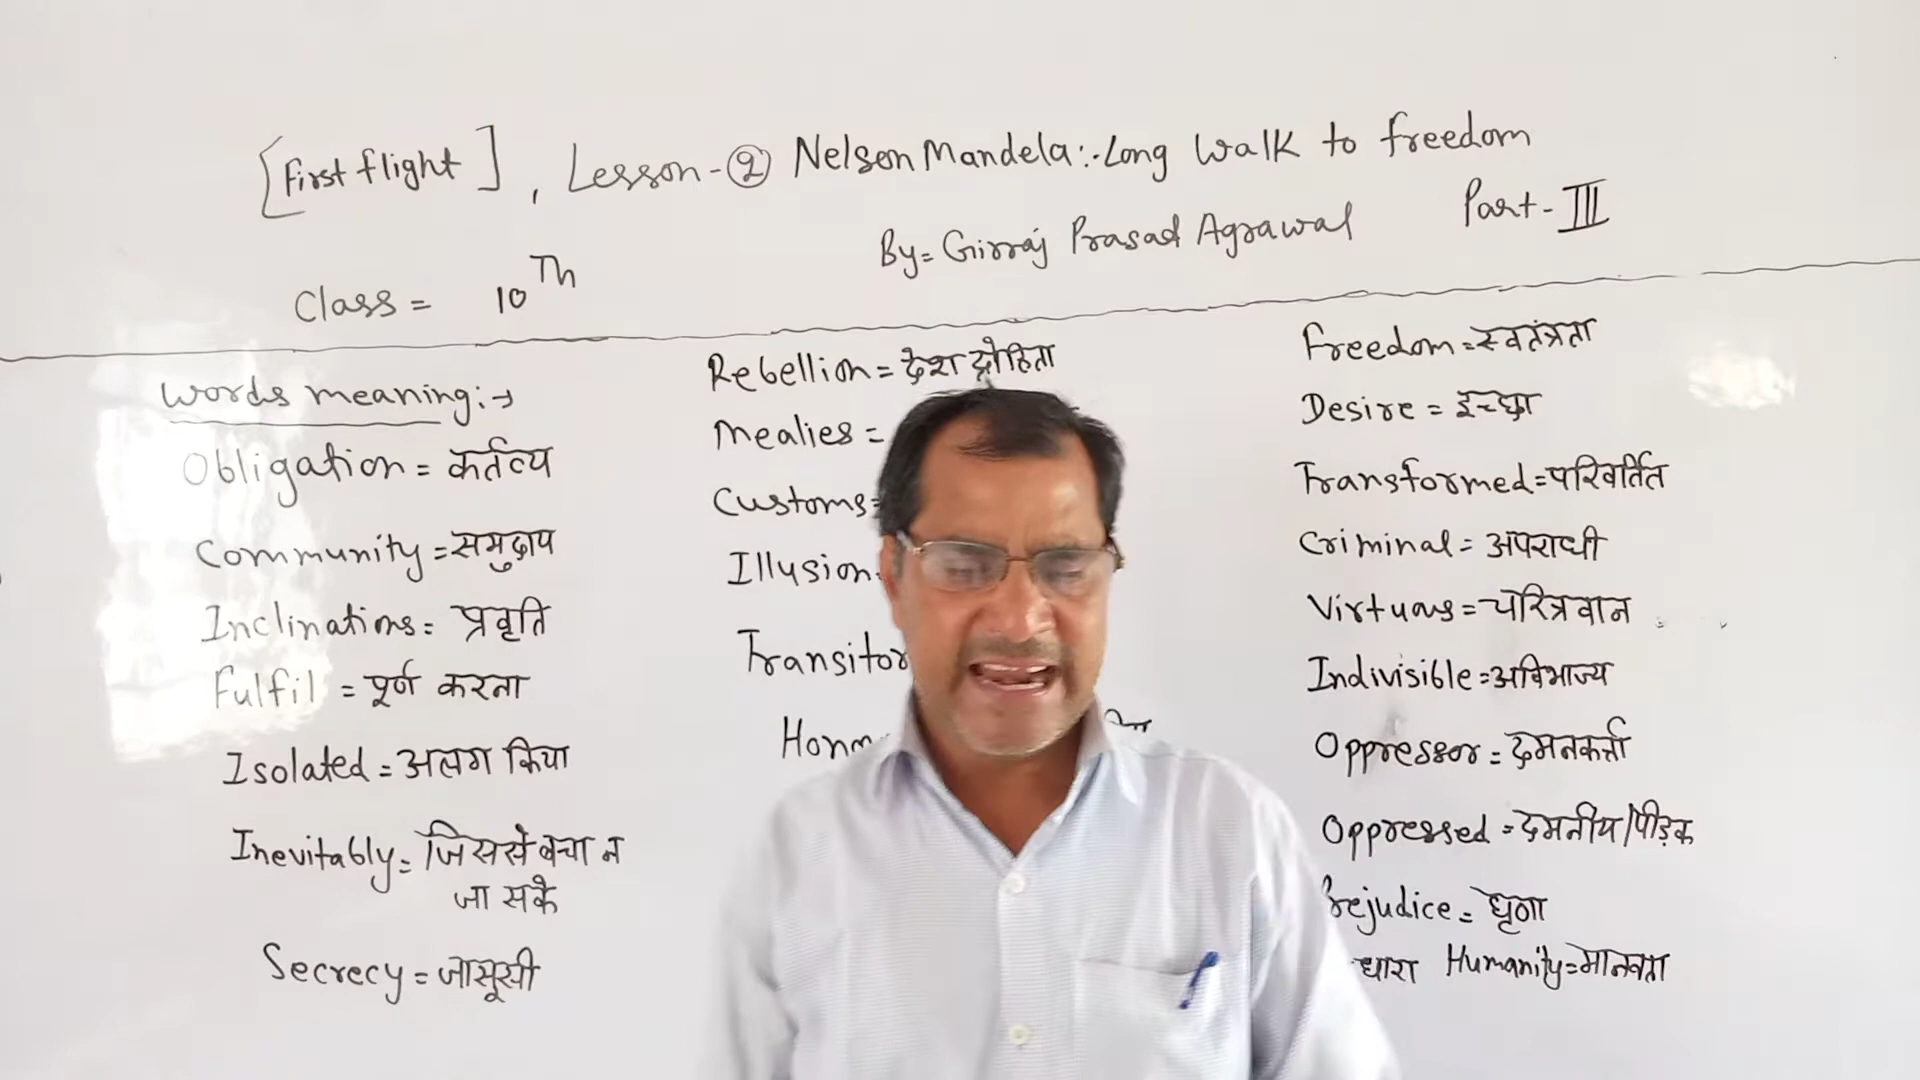 [First flight], Lesson-② Nelson Mandela:-Long Walk to freedom
By= Girraj Prasad Agrawal
Part-III
Class = 10Th
Words meaning:→
Obligation = कर्तव्य
Community = समुदाय
Inclinations = प्रवृति
Fulfil = पूर्ण करना
Isolated = अलग किया
Inevitably = जिससे बचा न
जा सके
Secrecy = जासूसी
Rebellion = देश द्रोहिता
Mealies =
Customs =
Illusion
Freedom = स्वतंत्रता
Desire = इच्छा
Transformed = परिवर्तित
Criminal = अपराधी
Virtuous = चरित्रवान
Indivisible = अविभाज्य
Oppressor = दमनकर्त्ता
Oppressed = दमनीय/पीड़क
rejudice = घृणा
धारा Humanity = मानवता